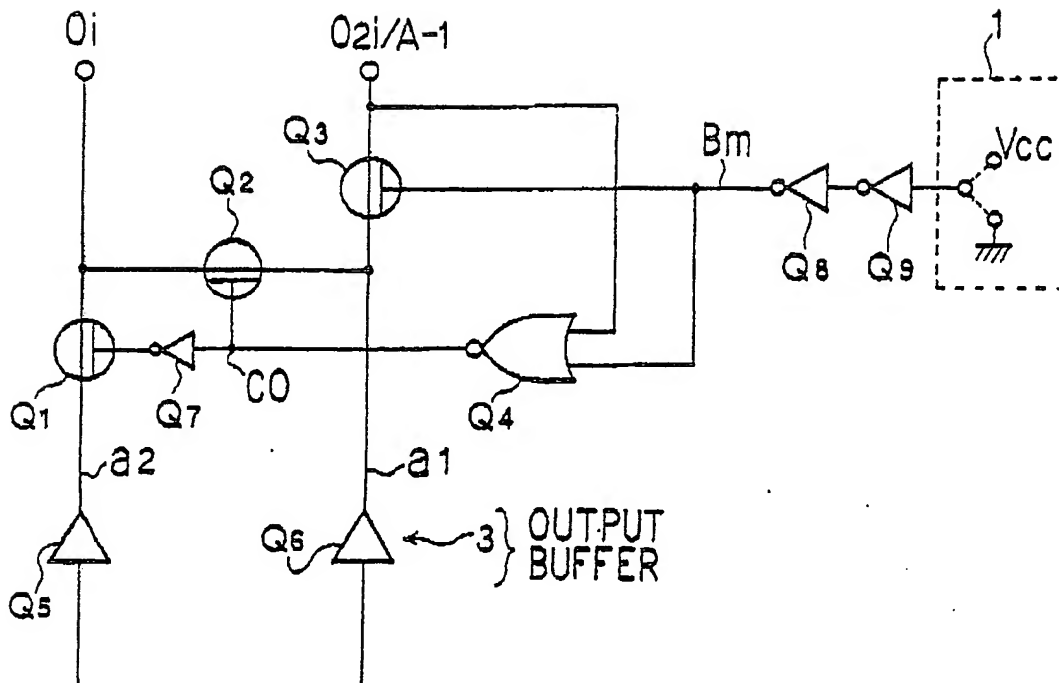 Oi
O2i/A-1
1
Q3
Bm
Vcc
Q2
Q8
Q9
Q1
Q7
CO
Q4
a2
a1
Q5
Q6
3
OUTPUT
BUFFER